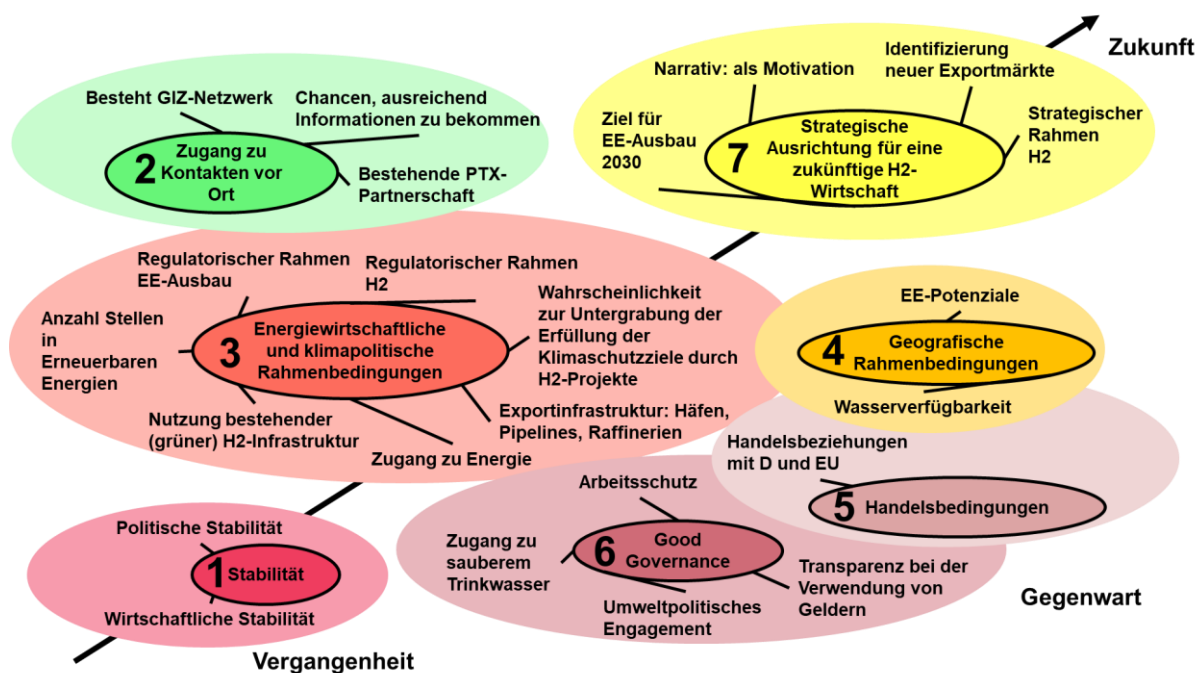 Zukunft
Narrativ: als Motivation
Identifizierung
neuer Exportmärkte
Ziel für
EE-Ausbau
2030
7
Strategische
Ausrichtung für eine
zukünftige H2-
Wirtschaft
Strategischer
Rahmen
H2
Besteht GIZ-Netzwerk
Chancen, ausreichend
Informationen zu bekommen
2
Zugang zu
Kontakten vor
Ort
Bestehende PTX-
Partnerschaft
Regulatorischer Rahmen
EE-Ausbau
Regulatorischer Rahmen
H2
Anzahl Stellen
in
Erneuerbaren
Energien
3
Energiewirtschaftliche
und klimapolitische
Rahmenbedingungen
Wahrscheinlichkeit
zur Untergrabung der
Erfüllung der
Klimaschutzziele durch
H2-Projekte
Nutzung bestehender
(grüner) H2-Infrastruktur
Zugang zu Energie
Exportinfrastruktur: Häfen,
Pipelines, Raffinerien
EE-Potenziale
4
Geografische
Rahmenbedingungen
Wasserverfügbarkeit
Handelsbeziehungen
mit D und EU
5
Handelsbedingungen
Arbeitsschutz
Zugang zu
sauberem
Trinkwasser
6
Good
Governance
Transparenz bei der
Verwendung von
Geldern
Umweltpolitisches
Engagement
Gegenwart
Politische Stabilität
1
Stabilität
Wirtschaftliche Stabilität
Vergangenheit